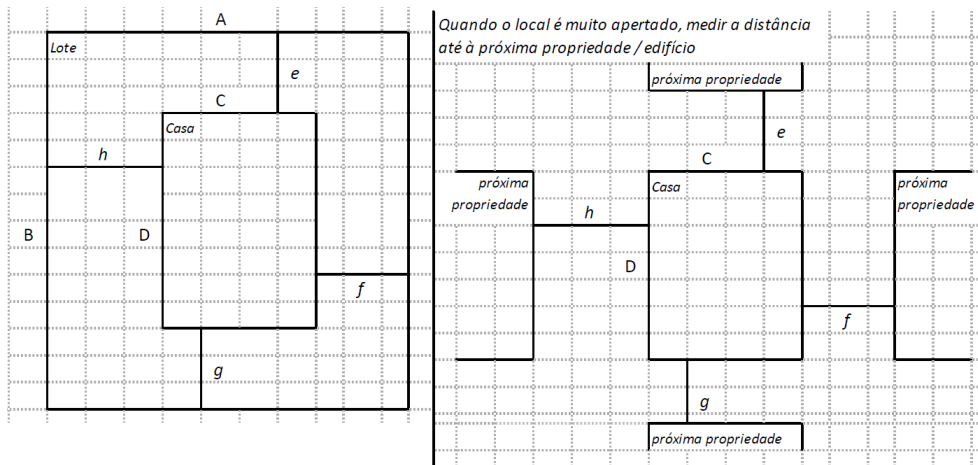 A
Lote
e
C
Casa
h
B
D
f
g
Quando o local é muito apertado, medir a distância
até à próxima propriedade / edifício
próxima propriedade
e
C
próxima
propriedade
Casa
próxima
propriedade
h
D
f
g
próxima propriedade